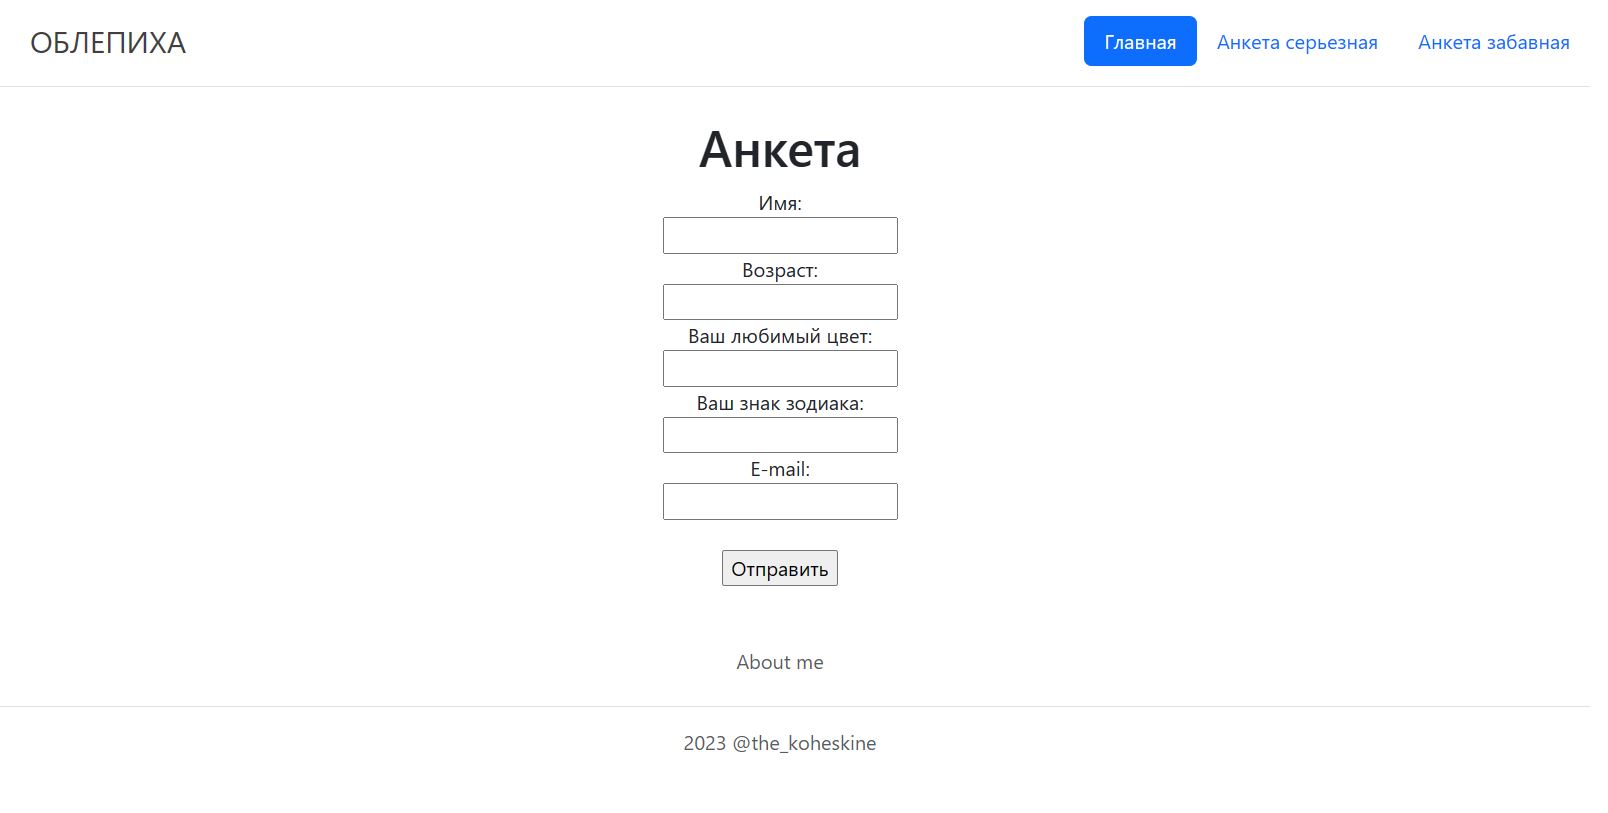 ОБЛЕПИХА
Главная Анкета серьезная Анкета забавная
Анкета
Имя:
Возраст:
Ваш любимый цвет:
Ваш знак зодиака:
E-mail:
Отправить
About me
2023 @the_koheskine